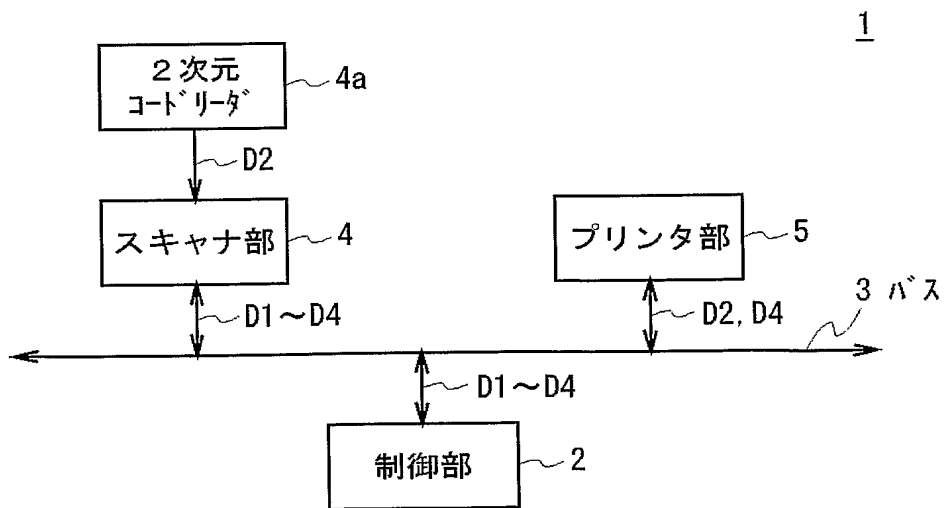 1
２次元
コードリーダ
4a
D2
スキャナ部
4
プリンタ部
5
D1～D4
D2, D4
3 バス
D1～D4
制御部
2